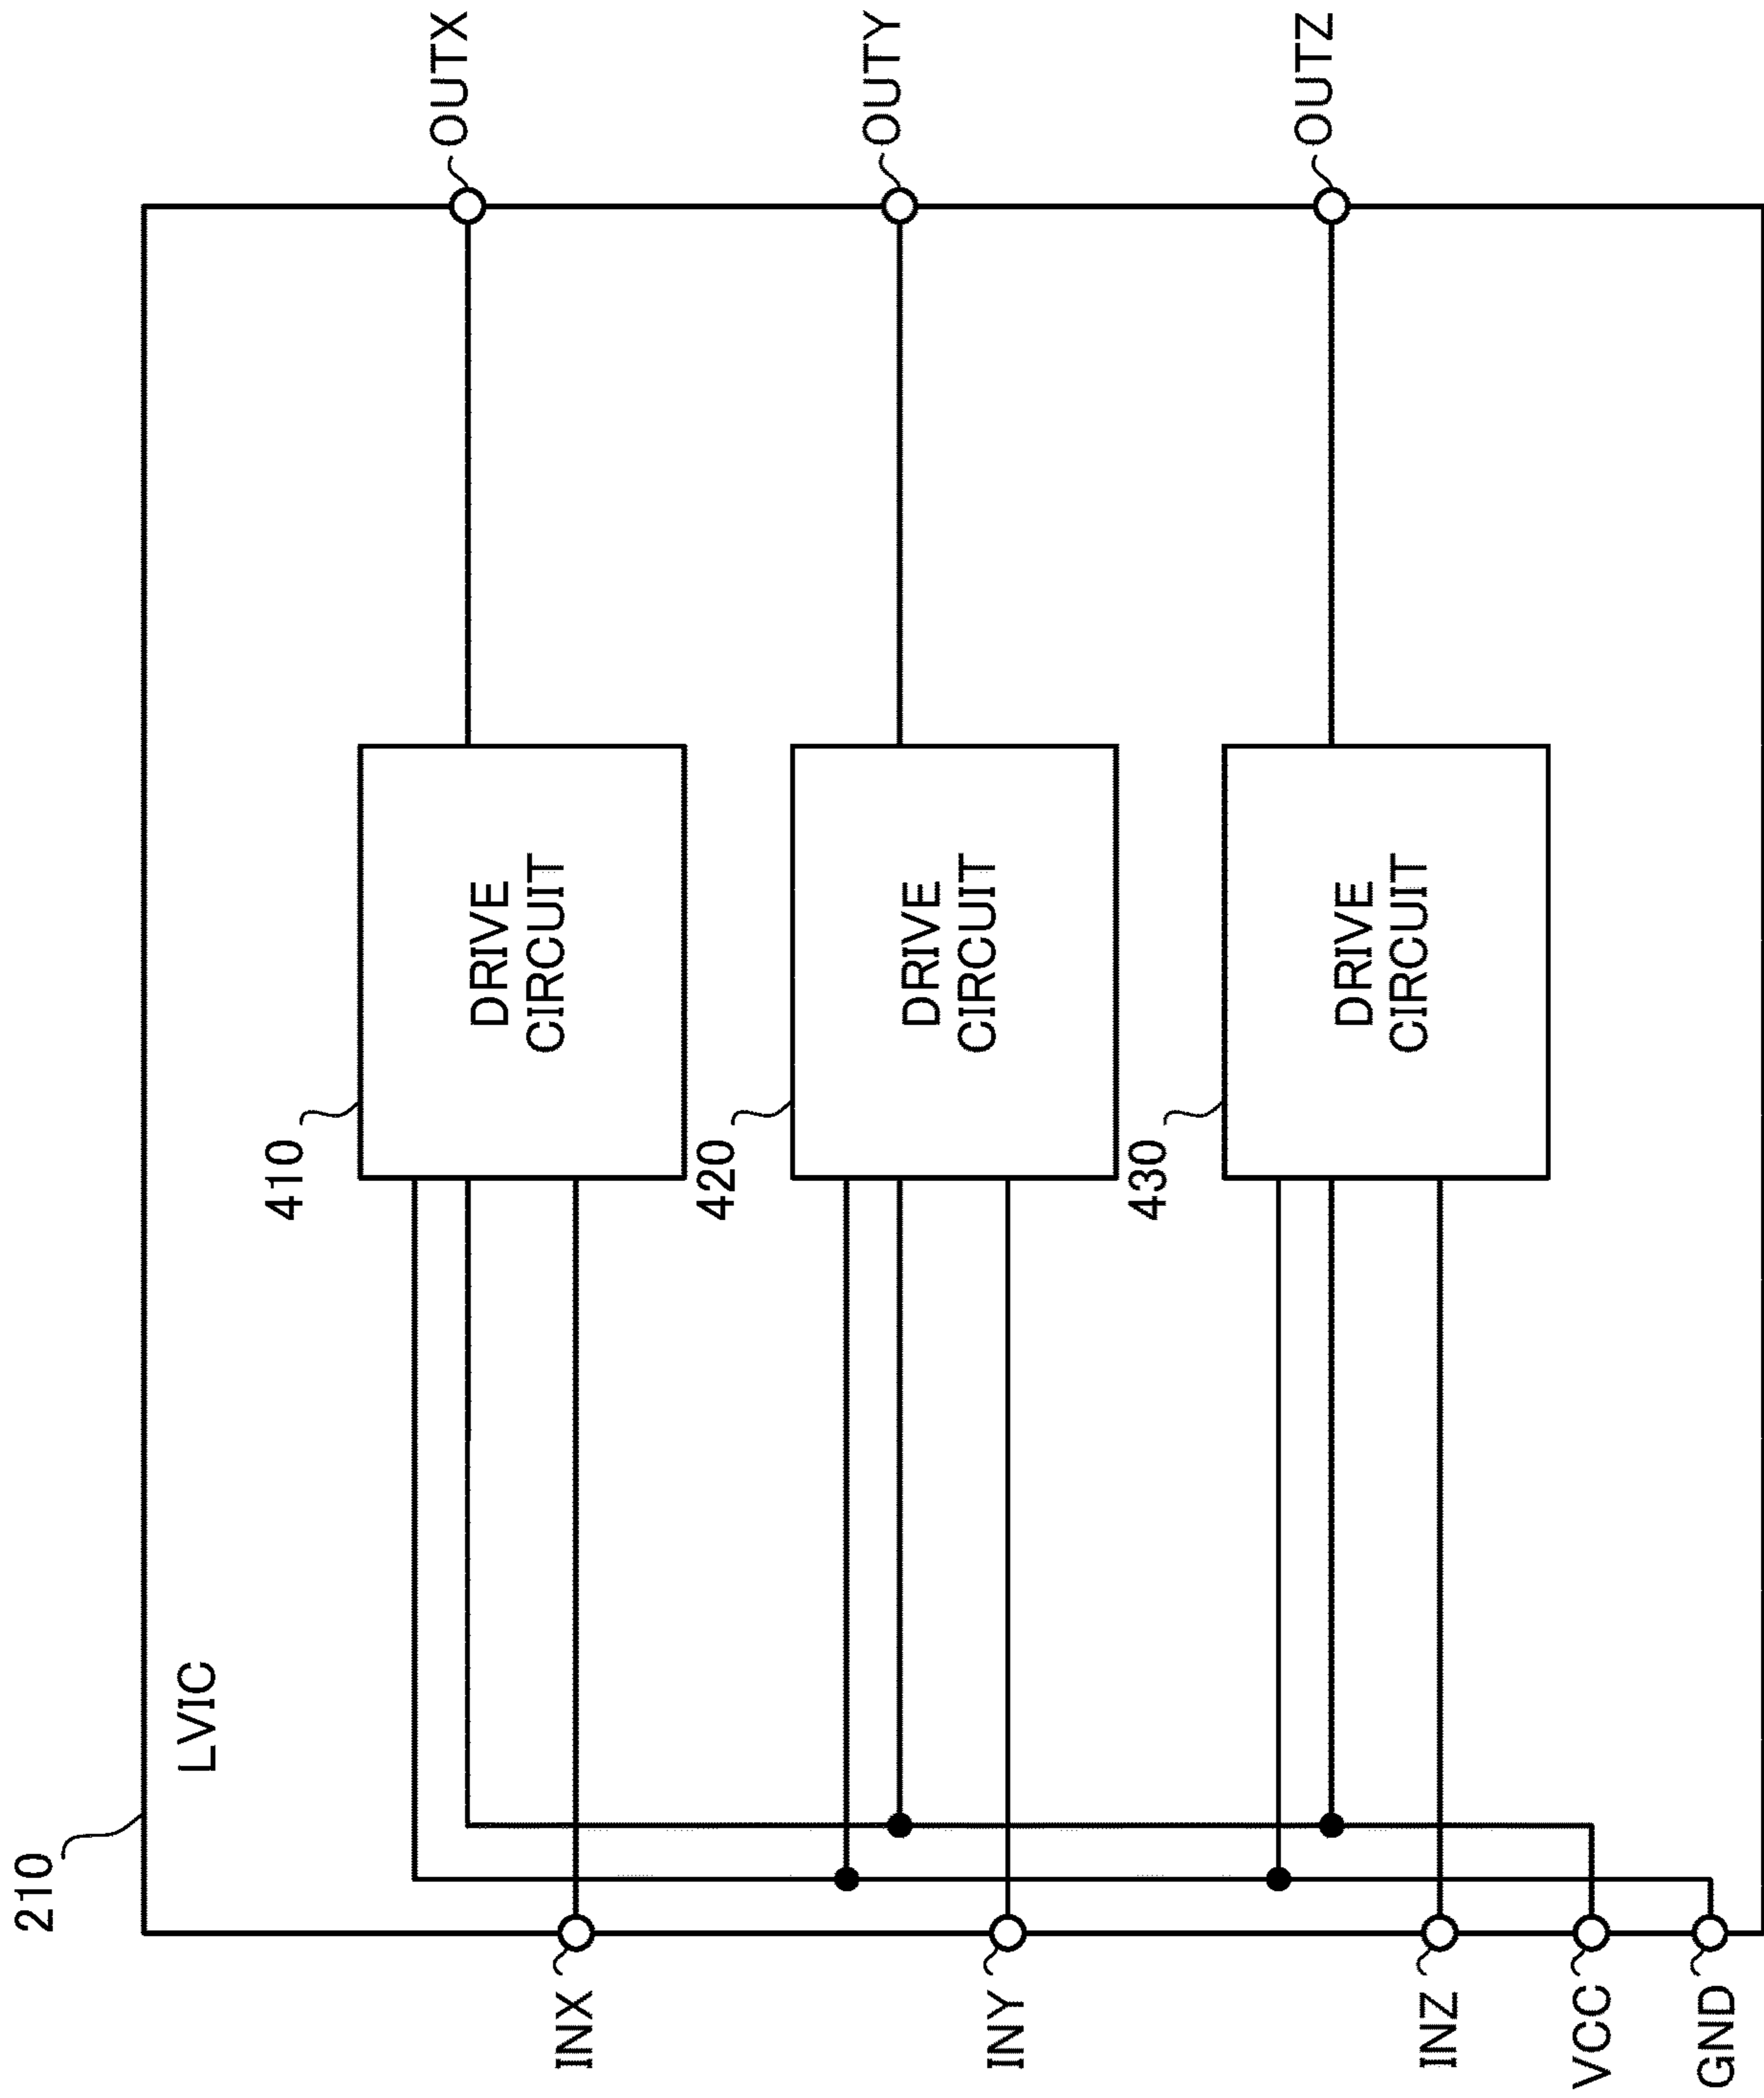 210
LVIC
410
DRIVE
CIRCUIT
OUTX
INX
420
DRIVE
CIRCUIT
OUTY
INY
430
DRIVE
CIRCUIT
OUTZ
INZ
VCC
GND